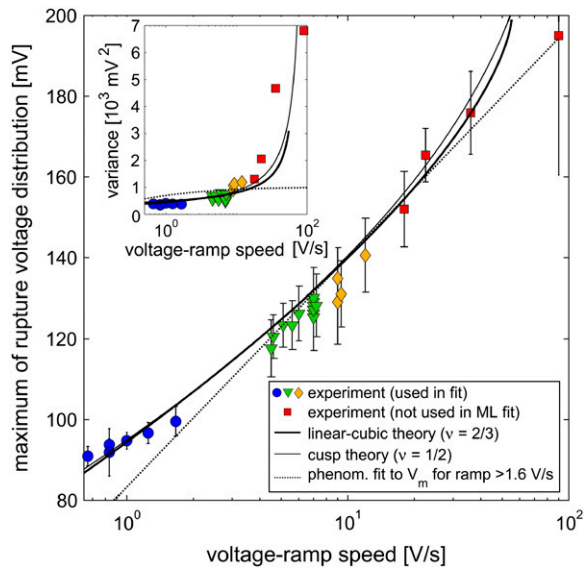 200
180
160
140
120
100
80
maximum of rupture voltage distribution [mV]
7
6
5
4
3
2
1
0
variance [10³ mV ²]
10⁰
10²
voltage-ramp speed [V/s]
experiment (used in fit)
experiment (not used in ML fit)
linear-cubic theory (ν = 2/3)
cusp theory (ν = 1/2)
phenom. fit to Vₘ for ramp >1.6 V/s
10⁰
10¹
10²
voltage-ramp speed [V/s]